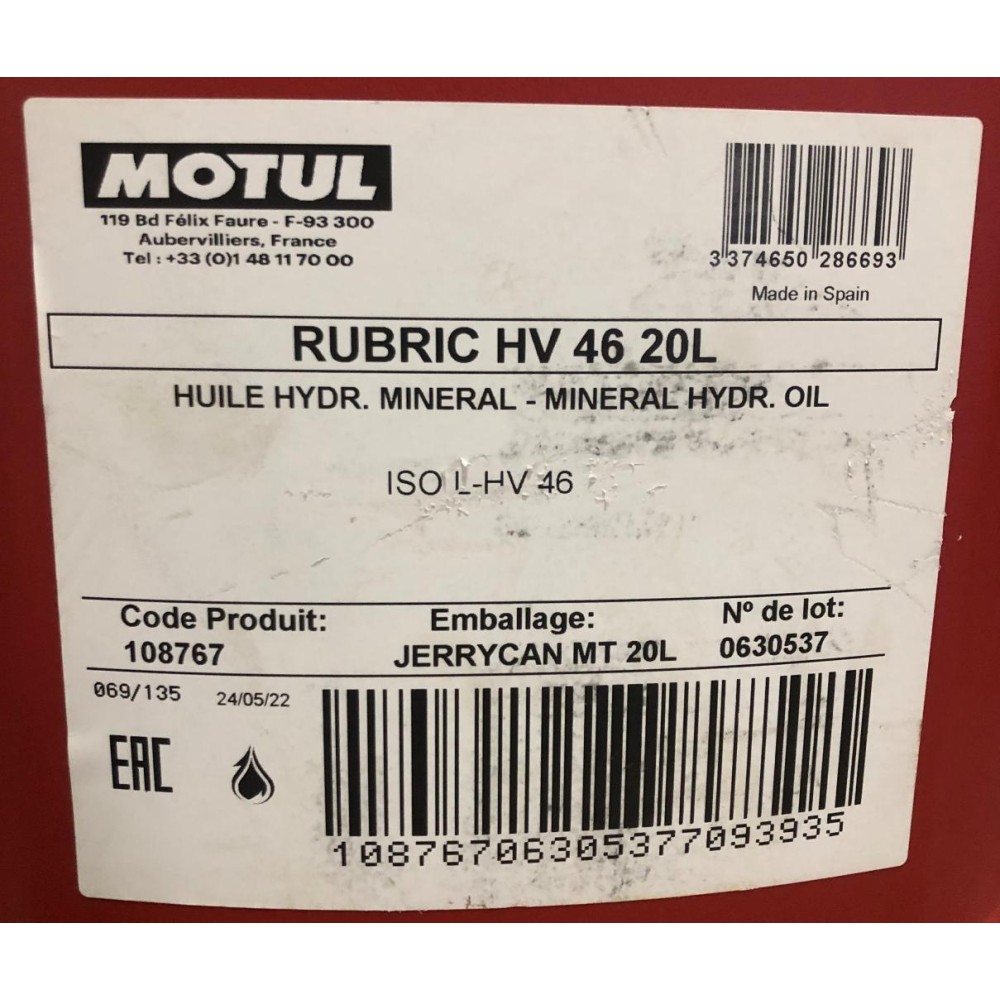 MOTUL
119 Bd Félix Faure - F-93 300
Aubervilliers, France
Tel : +33 (0)1 48 11 70 00
3 374650 286693
Made in Spain
RUBRIC HV 46 20L
HUILE HYDR. MINERAL - MINERAL HYDR. OIL
ISO L-HV 46
Code Produit: Emballage: Nº de lot:
108767 JERRYCAN MT 20L 0630537
069/135 24/05/22
EAC
10876706305377093935